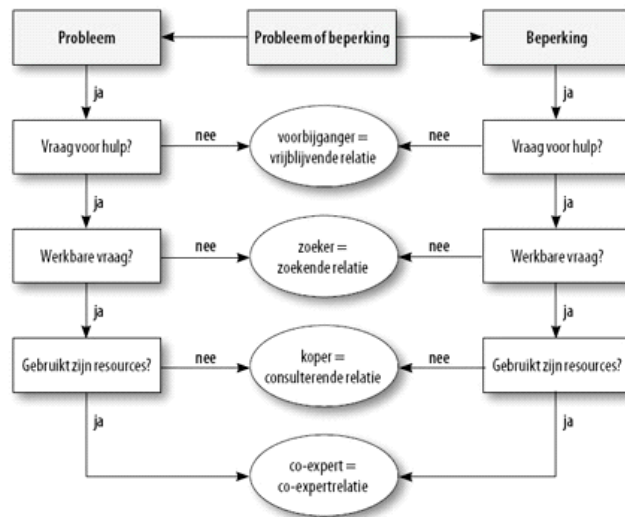 Probleem
Probleem of beperking
Beperking
ja
ja
Vraag voor hulp?
nee
voorbijganger =
vrijblijvende relatie
nee
Vraag voor hulp?
ja
ja
Werkbare vraag?
nee
zoeker =
zoekende relatie
nee
Werkbare vraag?
ja
ja
Gebruikt zijn resources?
nee
koper =
consulterende relatie
nee
Gebruikt zijn resources?
ja
ja
co-expert =
co-expertrelatie